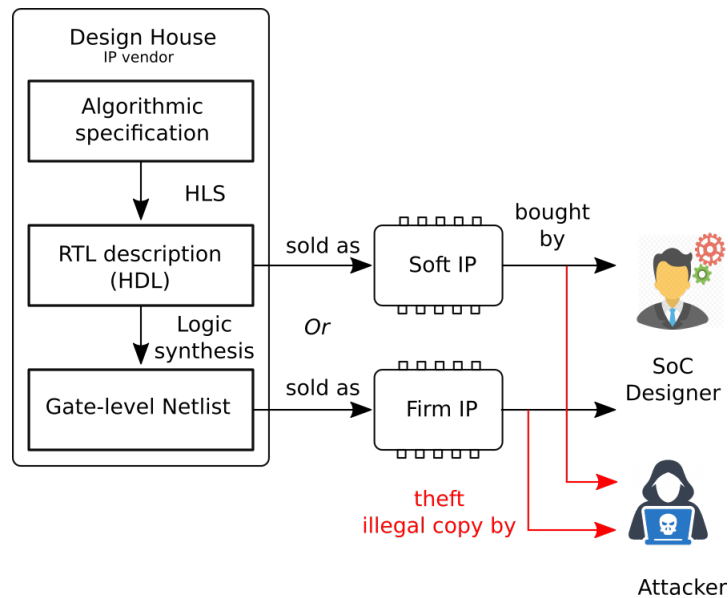 Design House
IP vendor
Algorithmic
specification
HLS
RTL description
(HDL)
sold as
Soft IP
bought
by
Logic
synthesis
Or
SoC
Designer
Gate-level Netlist
sold as
Firm IP
theft
illegal copy by
Attacker